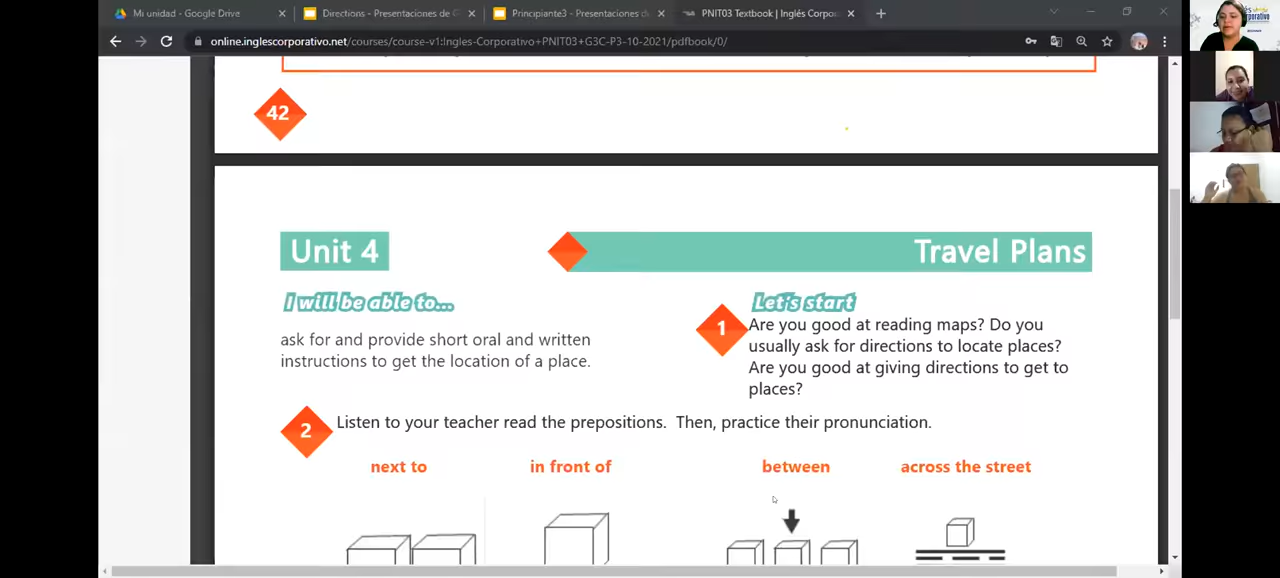 Mi unidad - Google Drive
Directions - Presentaciones de G
Principiante3 - Presentaciones d
PNIT03 Textbook | Inglés Corpo
online.inglescorporativo.net/courses/course-v1:Ingles-Corporativo+PNIT03+G3C-P3-10-2021/pdfbook/0/
42
Unit 4
Travel Plans
I will be able to...
ask for and provide short oral and written
instructions to get the location of a place.
Let's start
1
Are you good at reading maps? Do you
usually ask for directions to locate places?
Are you good at giving directions to get to
places?
2
Listen to your teacher read the prepositions. Then, practice their pronunciation.
next to
in front of
between
across the street